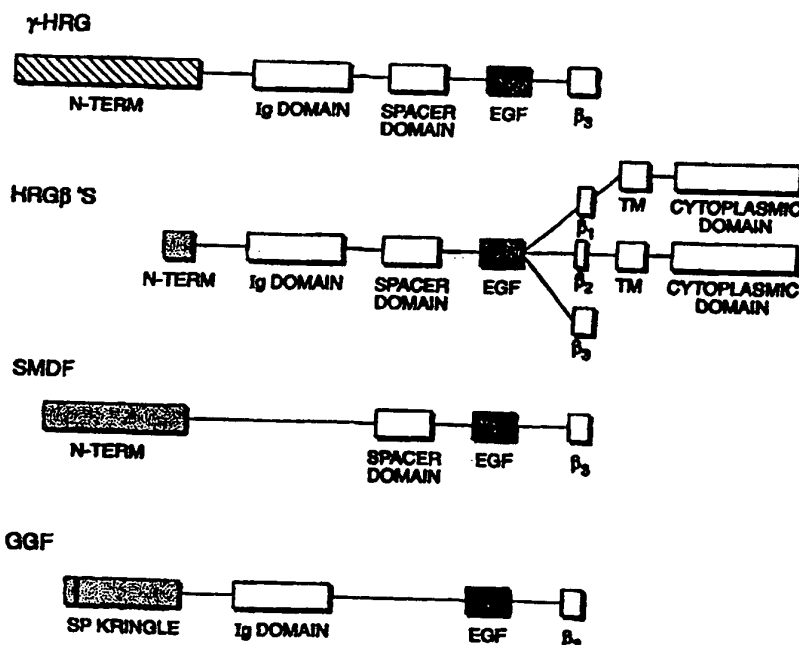 γ-HRG
N-TERM
Ig DOMAIN
SPACER
DOMAIN
EGF
β3
HRGβ'S
N-TERM
Ig DOMAIN
SPACER
DOMAIN
EGF
β1
TM
CYTOPLASMIC
DOMAIN
β2
TM
CYTOPLASMIC
DOMAIN
β3
SMDF
N-TERM
SPACER
DOMAIN
EGF
β3
GGF
SP KRINGLE
Ig DOMAIN
EGF
β3